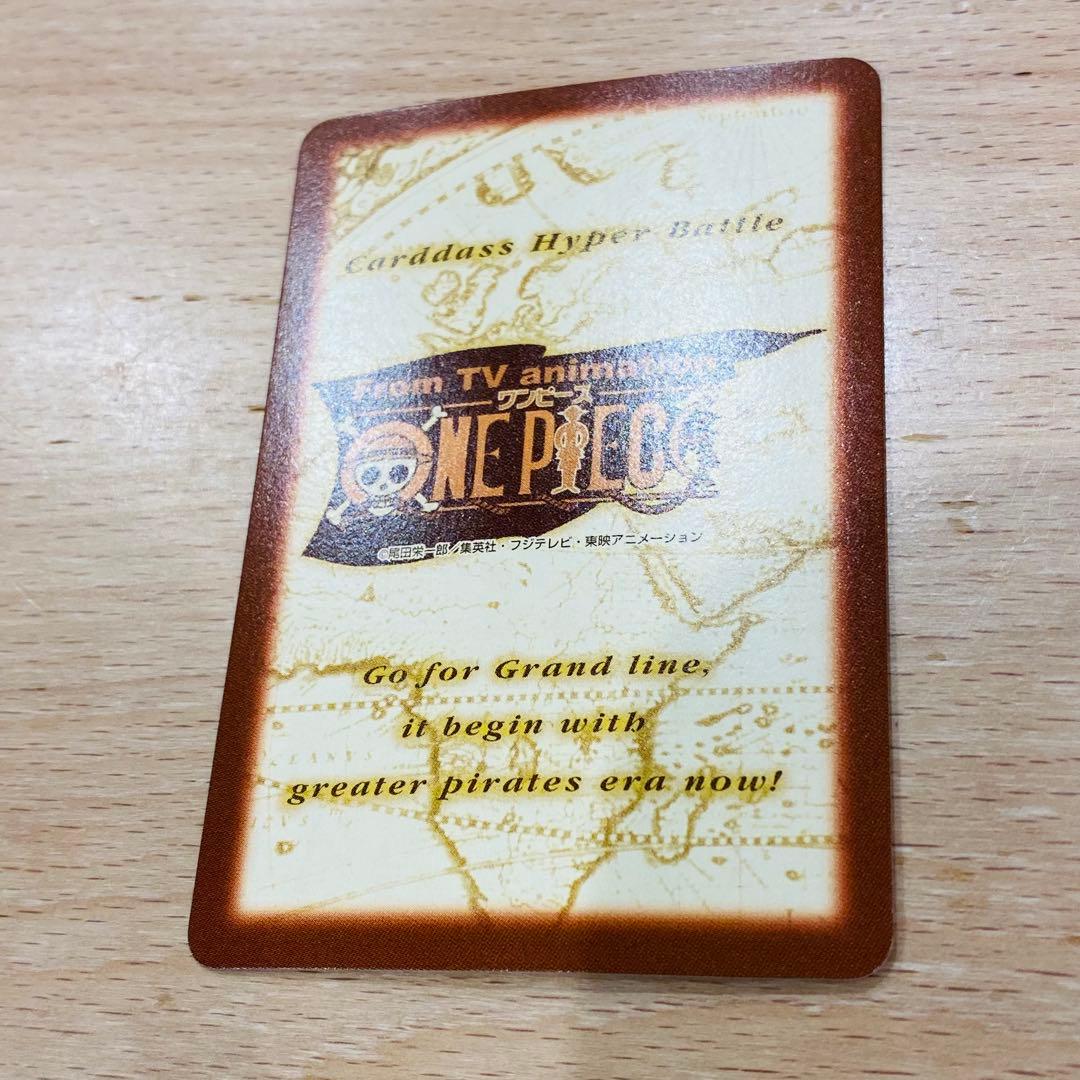 Septentrio
Carddass Hyper Battle
From TV animation
ワンピース
ONE PIECE
©尾田栄一郎/集英社・フジテレビ・東映アニメーション
Go for Grand line,
it begin with
greater pirates era now!